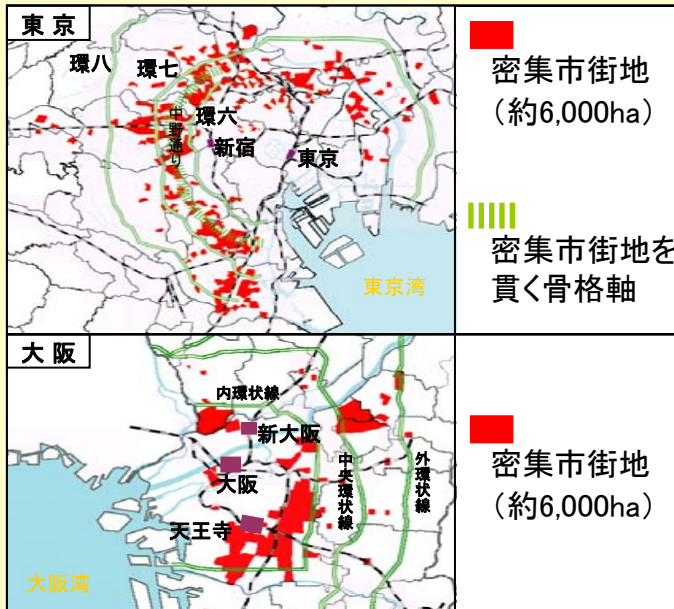 東京
環八
環七
環六
中野通り
新宿
東京
東京湾
密集市街地
（約6,000ha）
密集市街地を
貫く骨格軸
大阪
内環状線
新大阪
大阪
中央環状線
外環状線
天王寺
大阪湾
密集市街地
（約6,000ha）